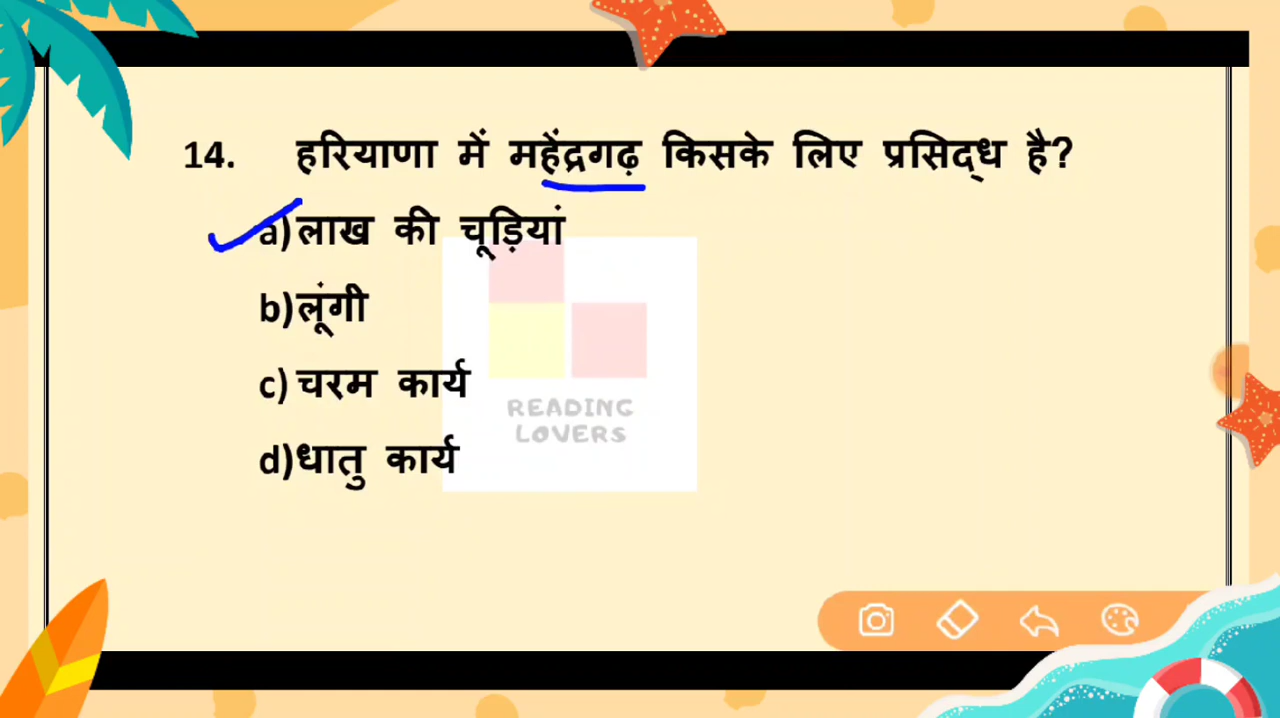 14. हरियाणा में महेंद्रगढ़ किसके लिए प्रसिद्ध है?
a) लाख की चूड़ियां
b) लूंगी
c) चरम कार्य
d) धातु कार्य
READING
LOVERS